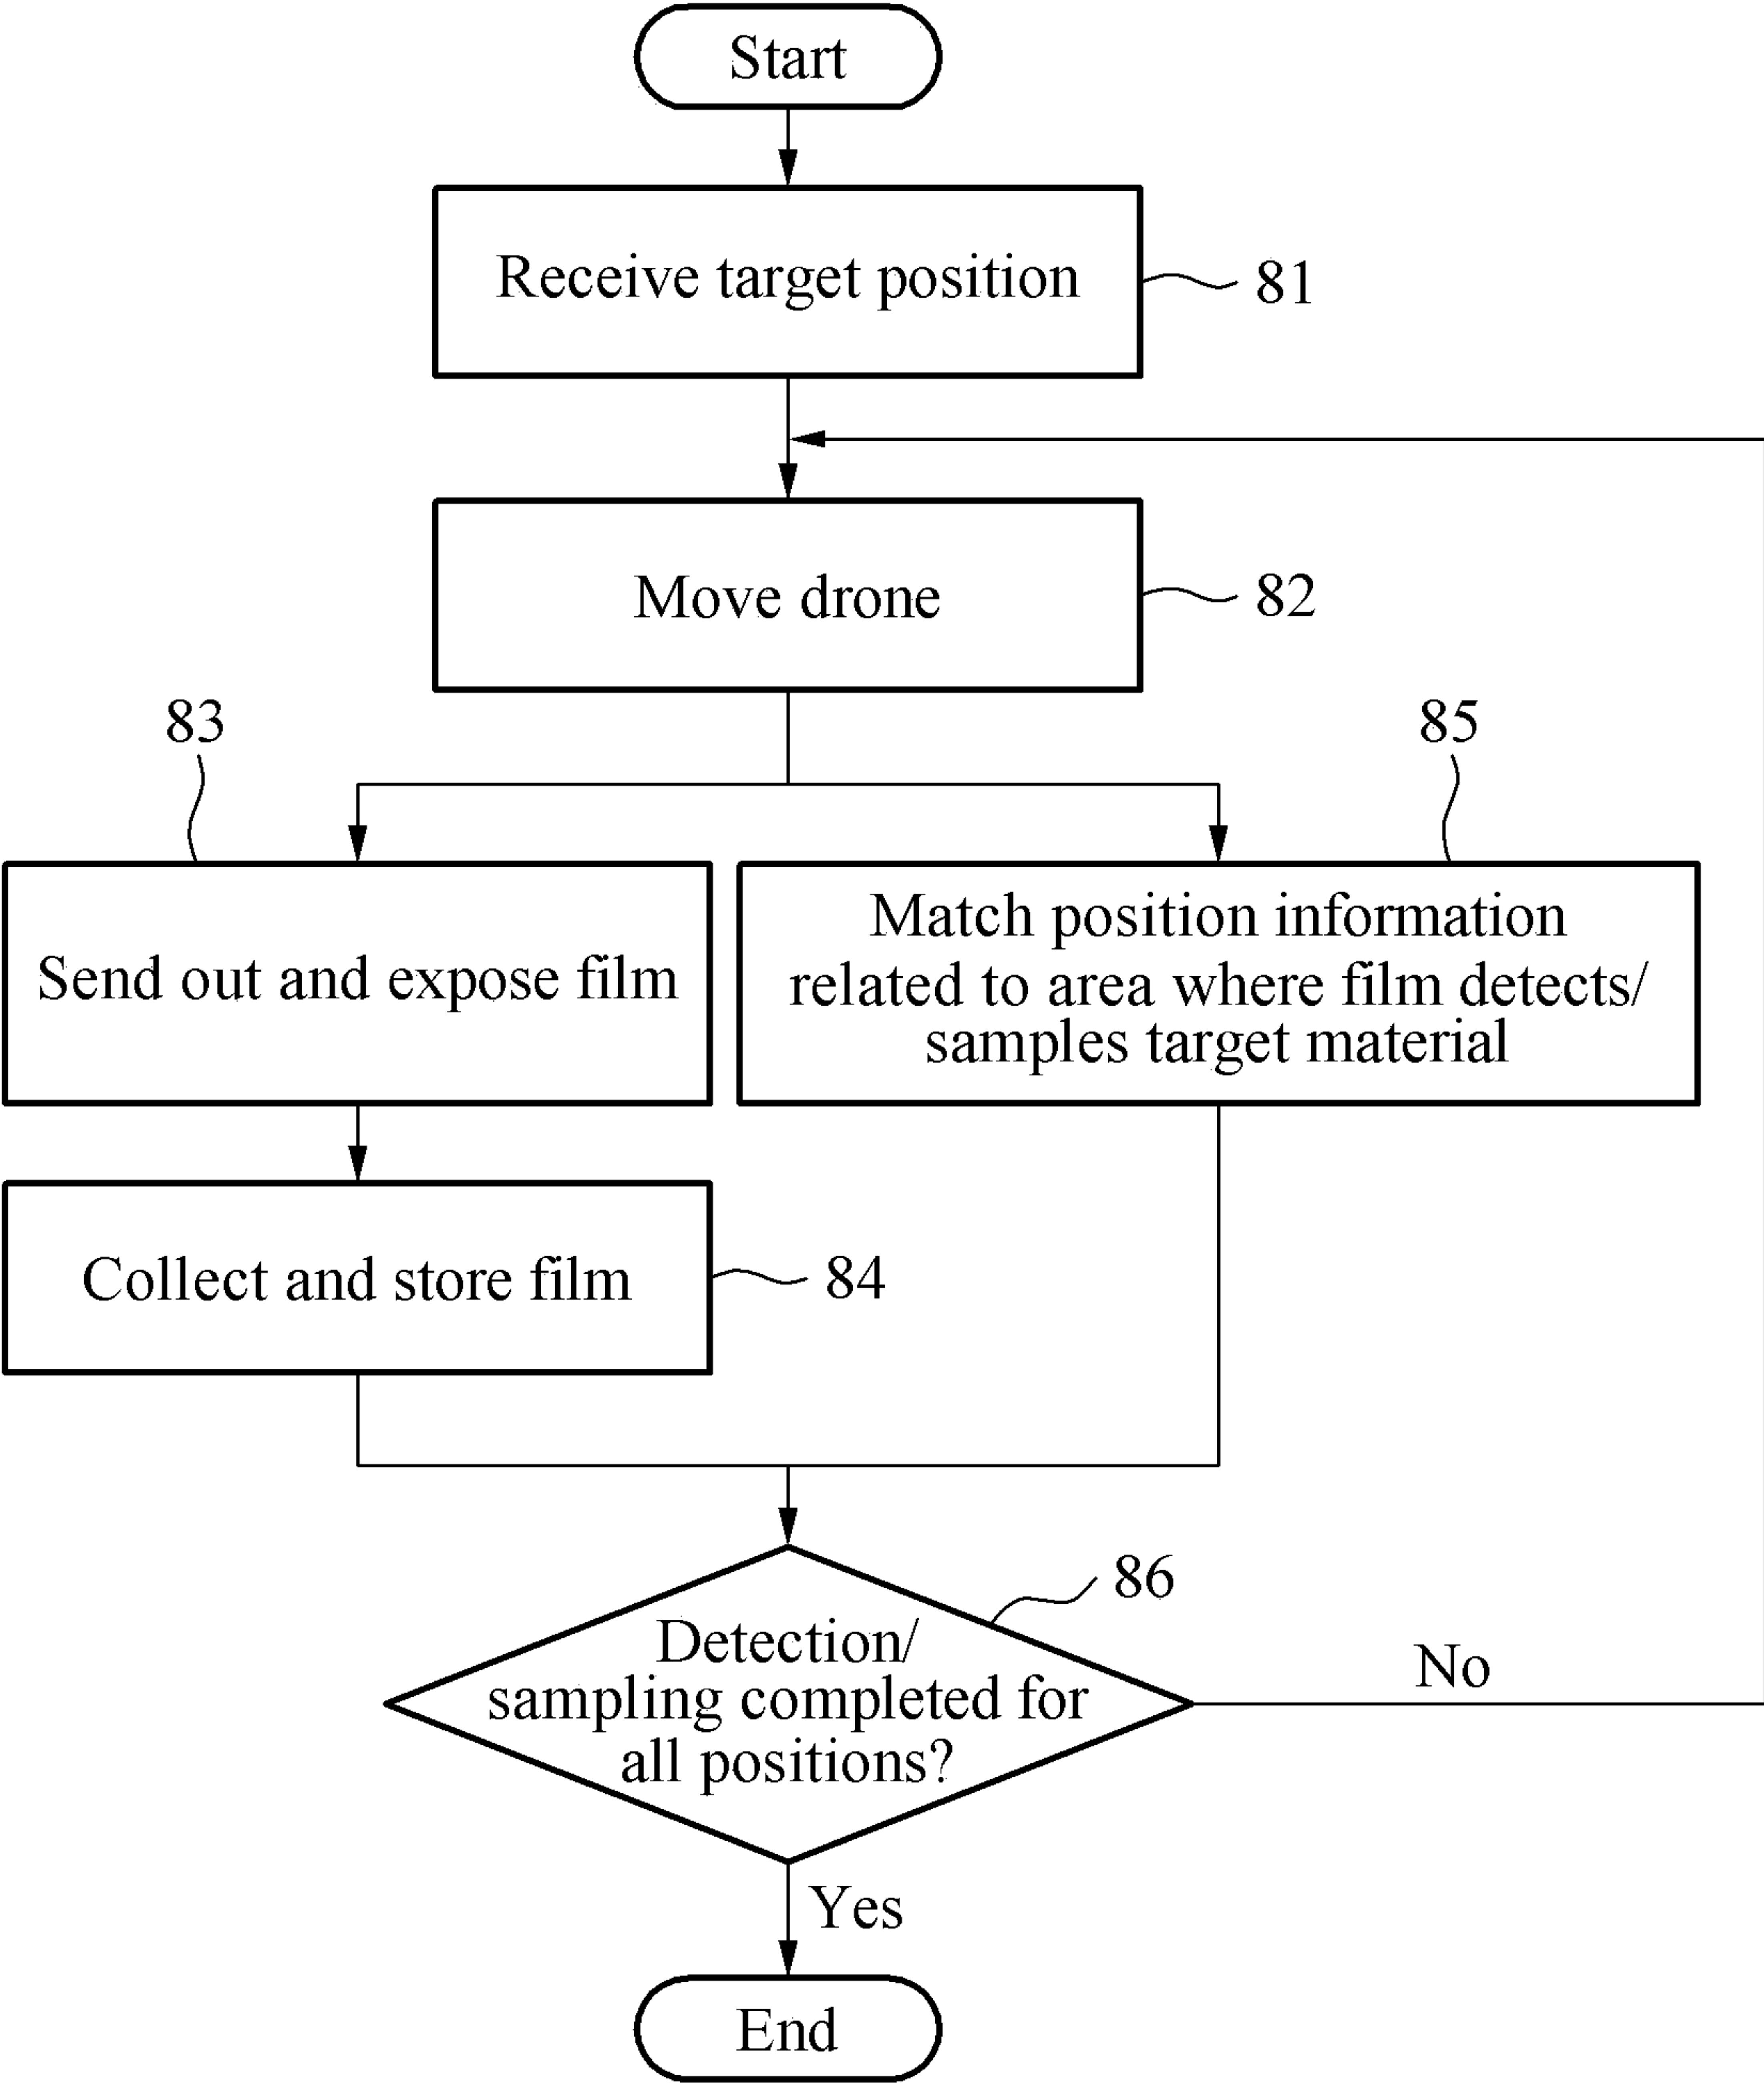 Start
Receive target position
81
Move drone
82
83
85
Send out and expose film
Match position information
related to area where film detects/
samples target material
Collect and store film
84
86
Detection/
sampling completed for
all positions?
No
Yes
End